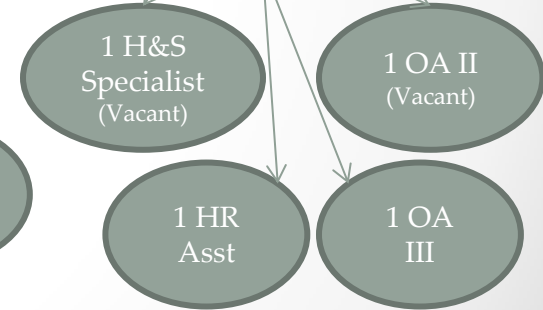 1 H&S
Specialist
(Vacant)
1 OA II
(Vacant)
1 HR
Asst
1 OA
III